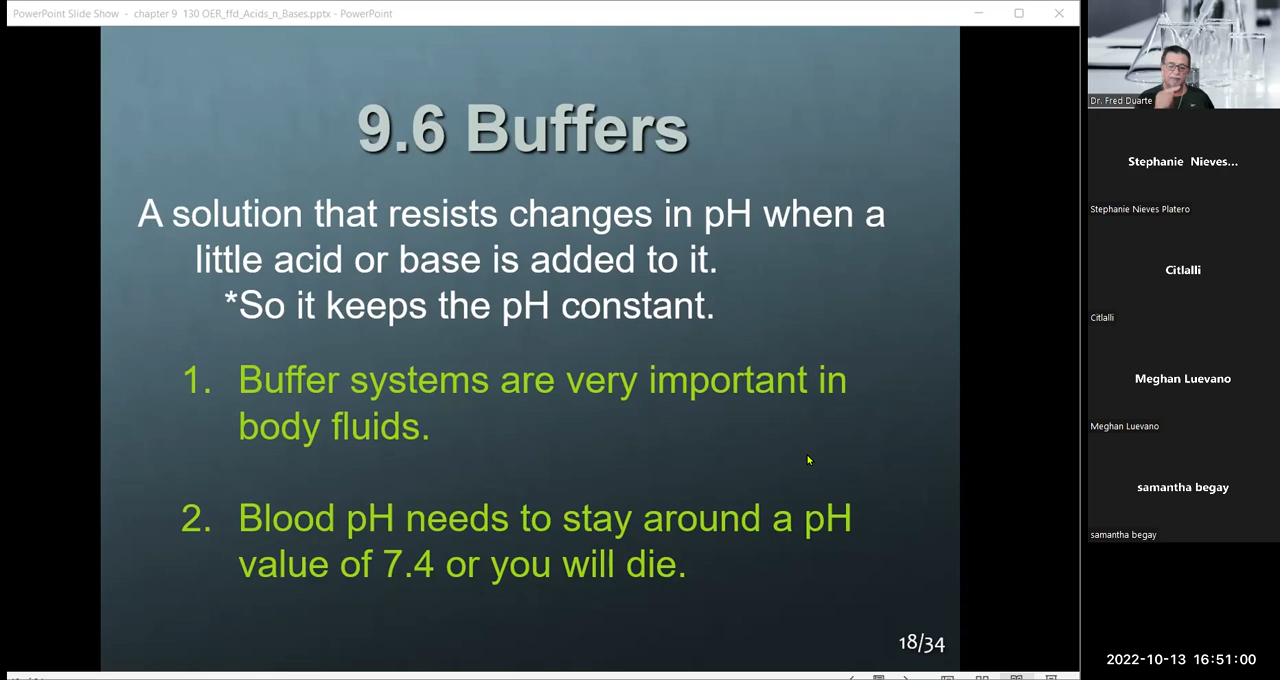 PowerPoint Slide Show - chapter 9 130 OER_ffd_Acids_n_Bases.pptx - PowerPoint
9.6 Buffers
A solution that resists changes in pH when a
little acid or base is added to it.
*So it keeps the pH constant.
1. Buffer systems are very important in
body fluids.
2. Blood pH needs to stay around a pH
value of 7.4 or you will die.
18/34
Dr. Fred Duarte
Stephanie Nieves...
Stephanie Nieves Platero
Citlalli
Citlalli
Meghan Luevano
Meghan Luevano
samantha begay
samantha begay
2022-10-13 16:51:00